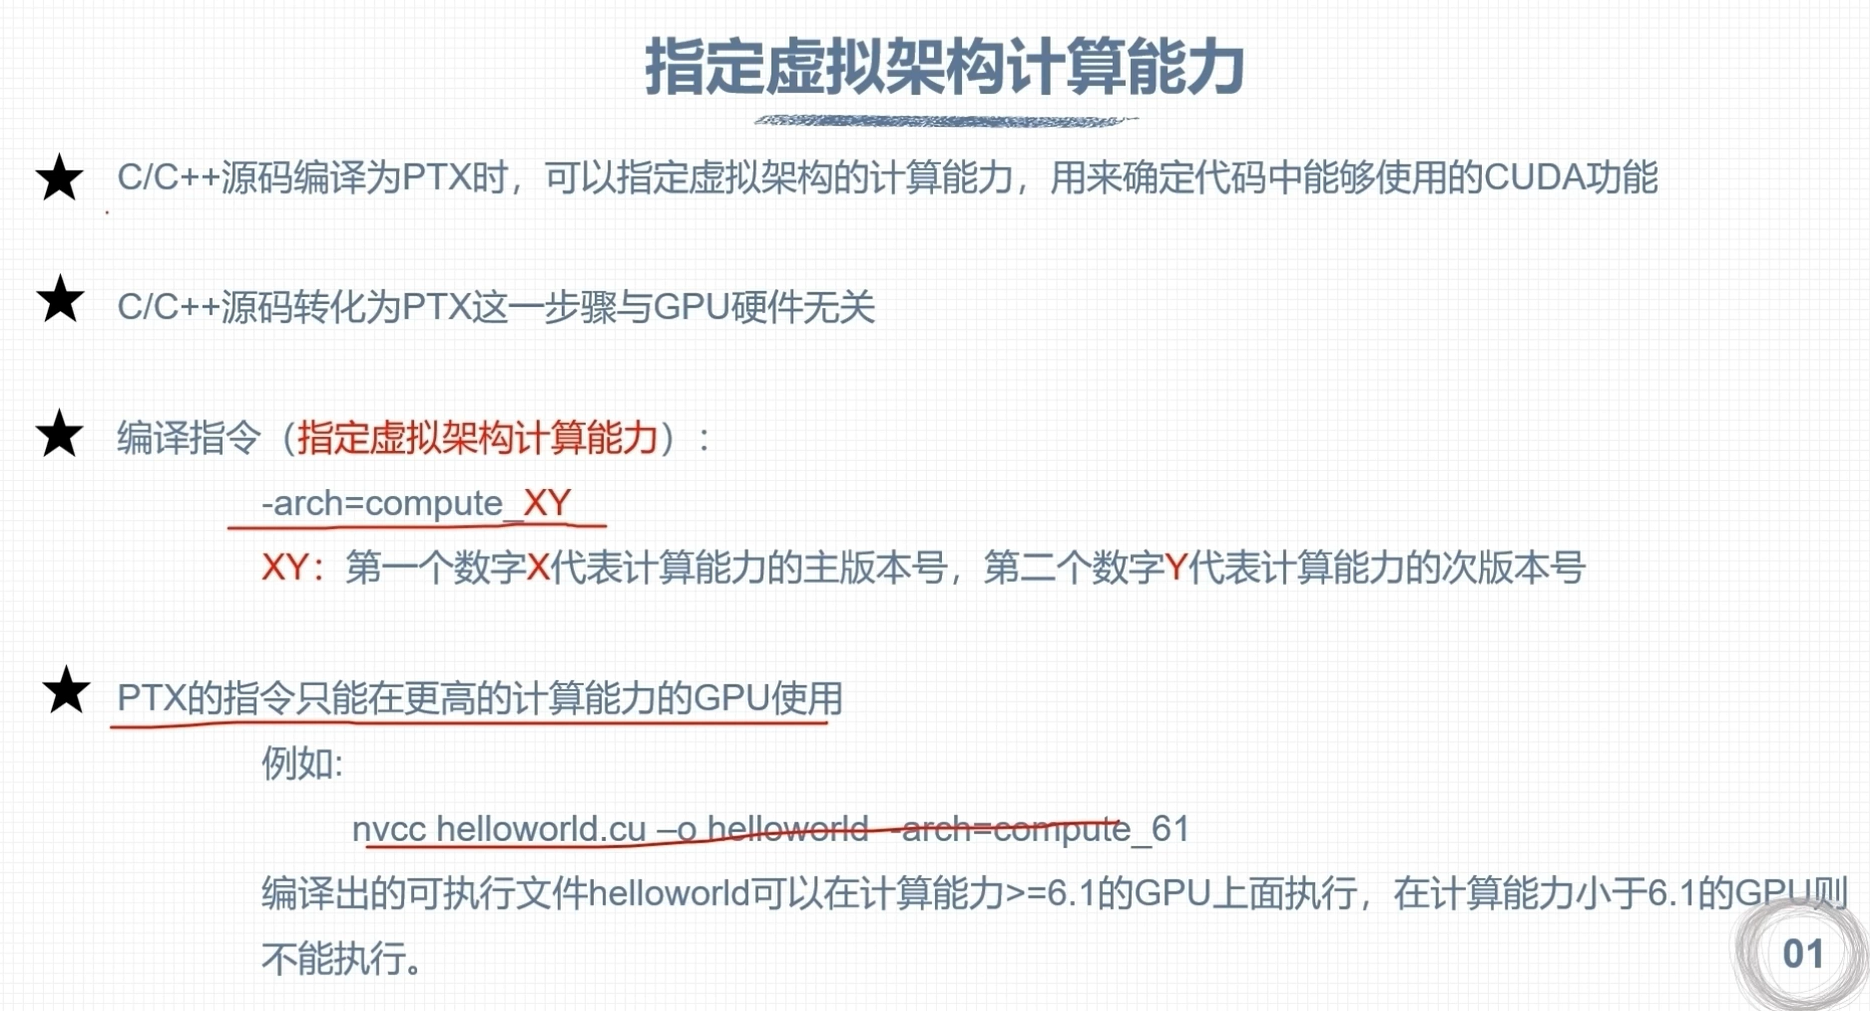 指定虚拟架构计算能力
C/C++源码编译为PTX时，可以指定虚拟架构的计算能力，用来确定代码中能够使用的CUDA功能
C/C++源码转化为PTX这一步骤与GPU硬件无关
编译指令（指定虚拟架构计算能力）：
-arch=compute_XY
XY：第一个数字X代表计算能力的主版本号，第二个数字Y代表计算能力的次版本号
PTX的指令只能在更高的计算能力的GPU使用
例如:
nvcc helloworld.cu –o helloworld -arch=compute_61
编译出的可执行文件helloworld可以在计算能力>=6.1的GPU上面执行，在计算能力小于6.1的GPU则
不能执行。
01